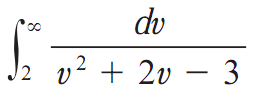 ∫₂^∞ dv / (v² + 2v − 3)